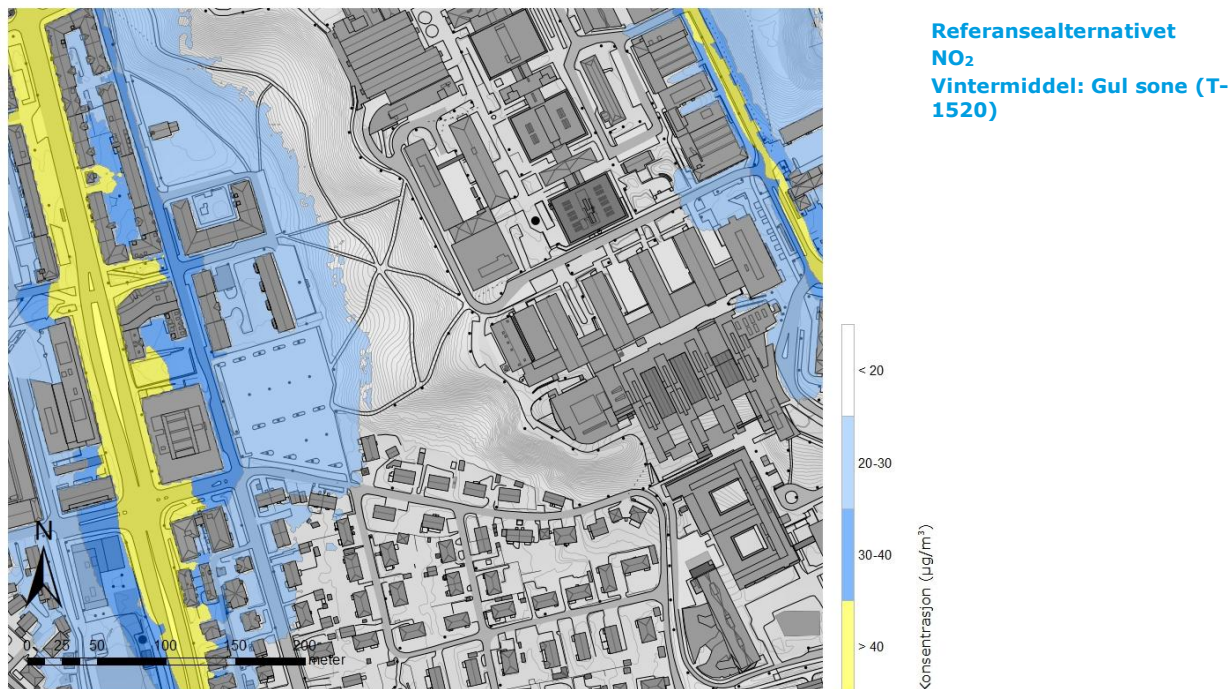 Referansealternativet
NO₂
Vintermiddel: Gul sone (T-
1520)
< 20
20-30
30-40
> 40
Konsentrasjon (µg/m³)
N
0 25 50 100 150 200
meter